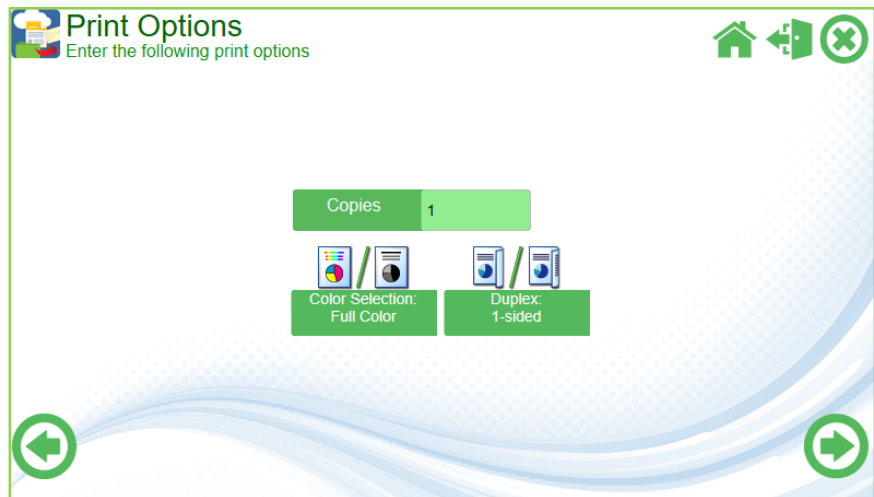 Print Options
Enter the following print options
Copies
1
Color Selection:
Full Color
Duplex:
1-sided